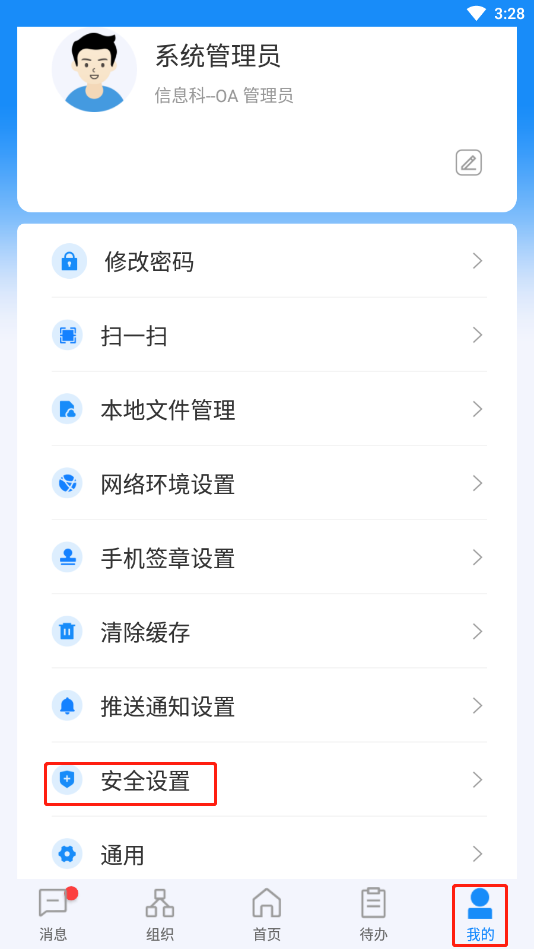 3:28
系统管理员
信息科--OA 管理员
修改密码
扫一扫
本地文件管理
网络环境设置
手机签章设置
清除缓存
推送通知设置
安全设置
通用
消息
组织
首页
待办
我的